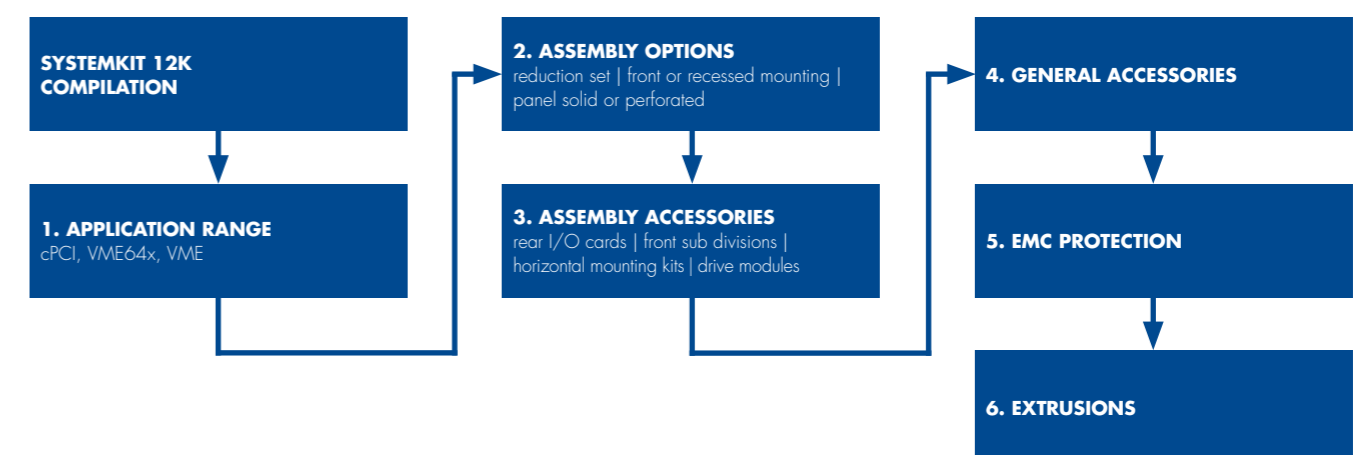 SYSTEMKIT 12K
COMPILATION
1. APPLICATION RANGE
cPCI, VME64x, VME
2. ASSEMBLY OPTIONS
reduction set | front or recessed mounting |
panel solid or perforated
3. ASSEMBLY ACCESSORIES
rear I/O cards | front sub divisions |
horizontal mounting kits | drive modules
4. GENERAL ACCESSORIES
5. EMC PROTECTION
6. EXTRUSIONS